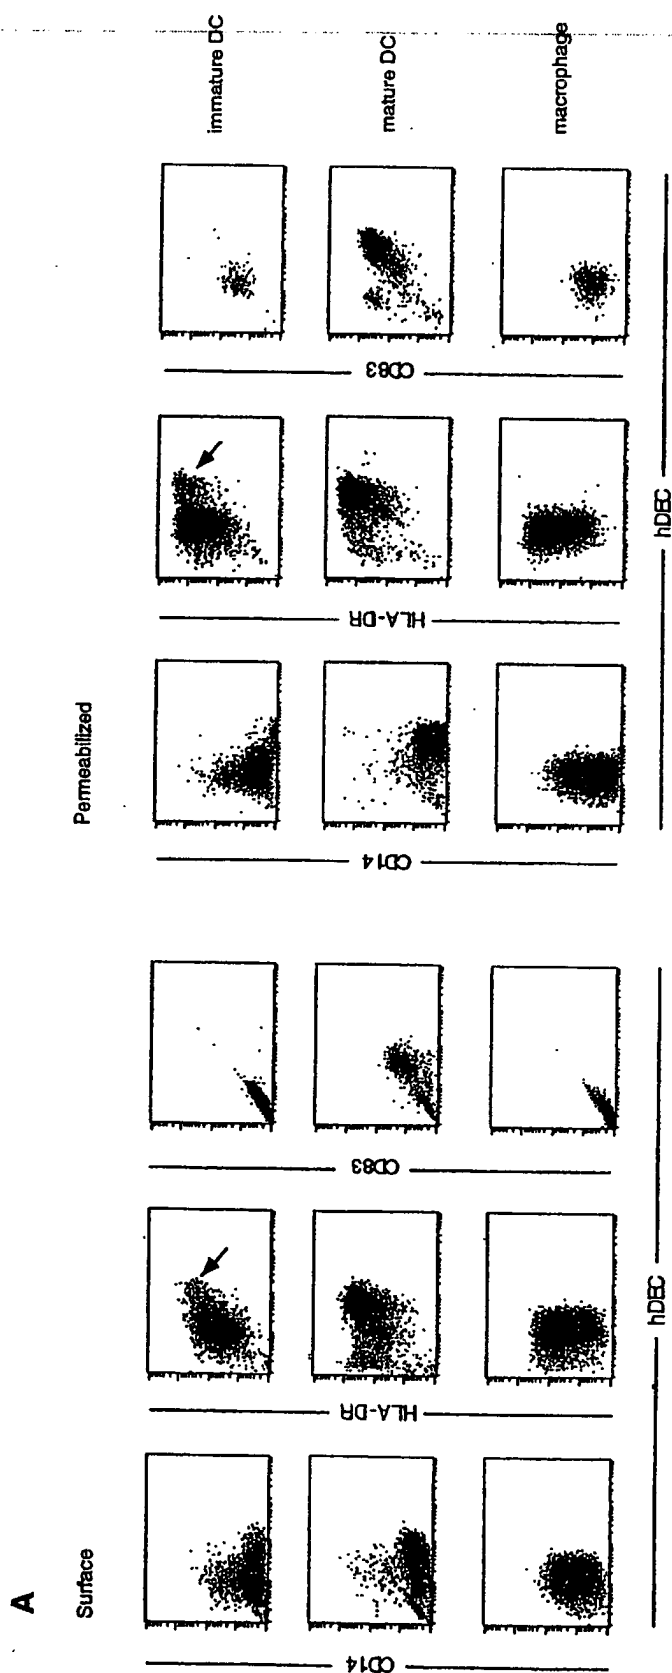 A
Surface
Permeabilized
CD14
HLA-DR
CD83
CD14
HLA-DR
CD83
immature DC
mature DC
macrophage
hDEC
hDEC